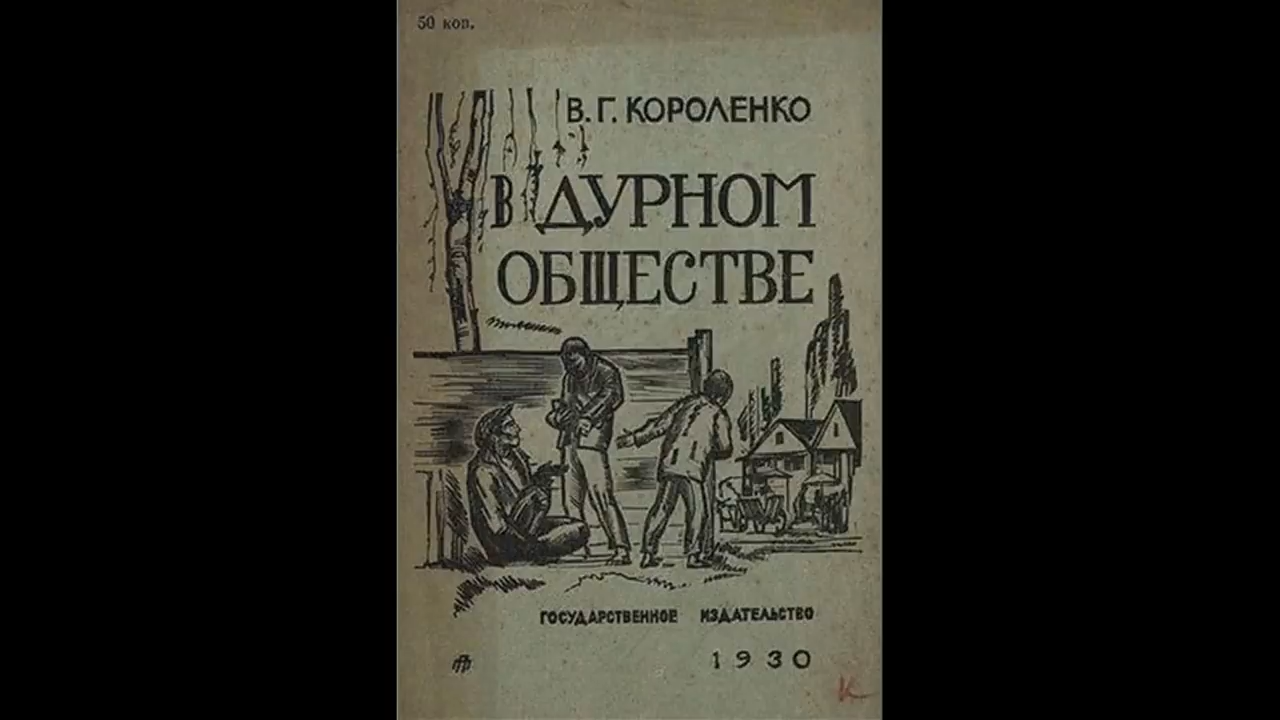 50 коп.
В. Г. КОРОЛЕНКО
В ДУРНОМ
ОБЩЕСТВЕ
ГОСУДАРСТВЕННОЕ ИЗДАТЕЛЬСТВО
1930
К